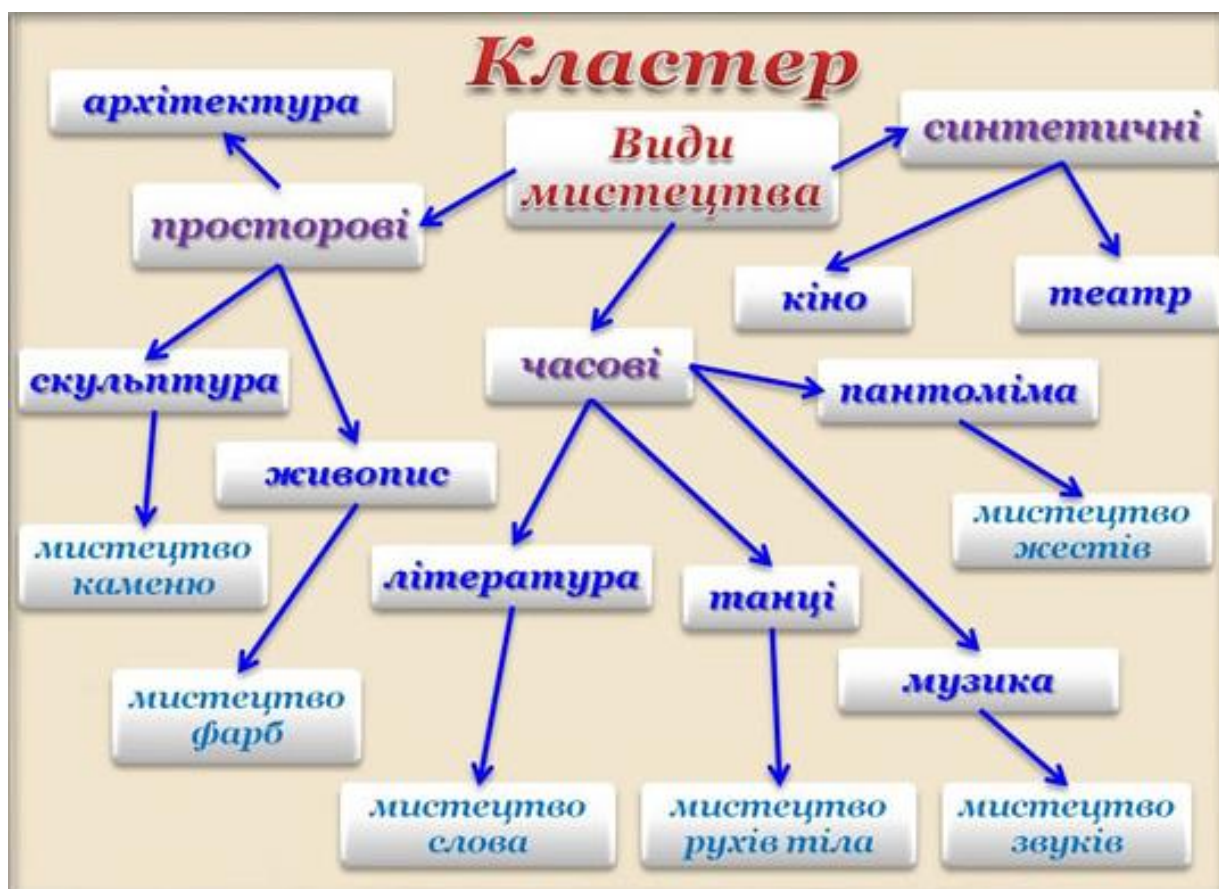 Кластер
архітектура
Види
мистецтва
синтетичні
просторові
кіно
театр
скульптура
часові
пантоміма
живопис
мистецтво
каменю
література
танці
мистецтво
жестів
мистецтво
фарб
музика
мистецтво
слова
мистецтво
рухів тіла
мистецтво
звуків